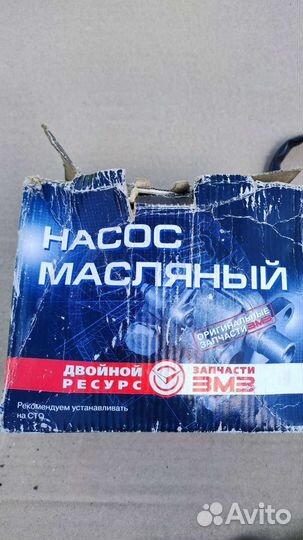 НАСОС
МАСЛЯНЫЙ
ОРИГИНАЛЬНЫЕ
ЗАПЧАСТИ ЗМЗ
ДВОЙНОЙ
РЕСУРС
ЗАПЧАСТИ
ЗМЗ
Рекомендуем устанавливать
на СТО
Avito